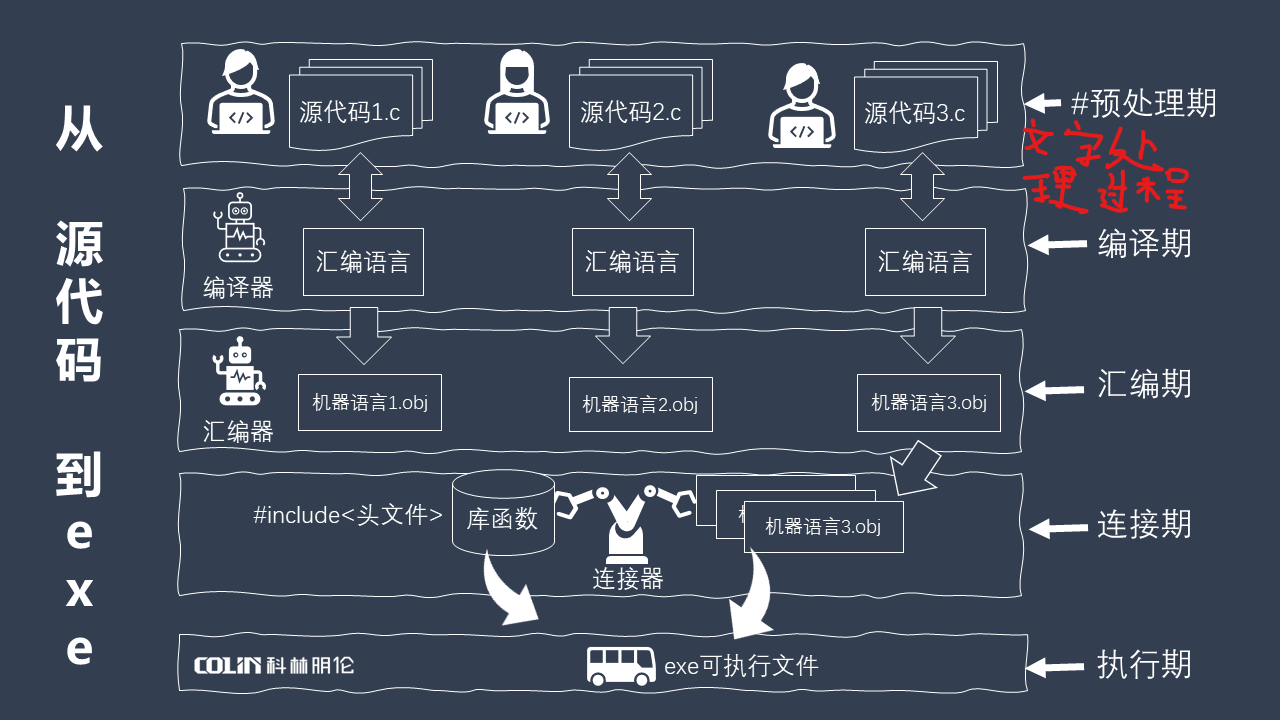 从
源
代
码
到
e
x
e
源代码1.c
源代码2.c
源代码3.c
#预处理期
文字处
理过程
编译器
汇编语言
汇编语言
汇编语言
编译期
汇编器
机器语言1.obj
机器语言2.obj
机器语言3.obj
汇编期
#include<头文件>
库函数
连接器
机器语言3.obj
连接期
COLIN 科林明伦
exe可执行文件
执行期